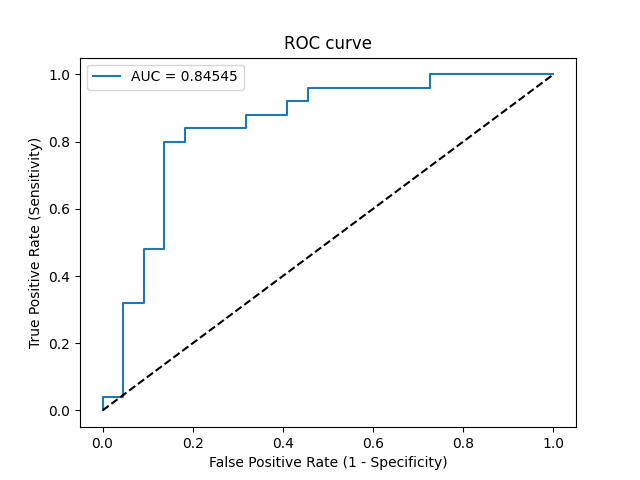 ROC curve
AUC = 0.84545
True Positive Rate (Sensitivity)
1.0
0.8
0.6
0.4
0.2
0.0
0.0 0.2 0.4 0.6 0.8 1.0
False Positive Rate (1 - Specificity)